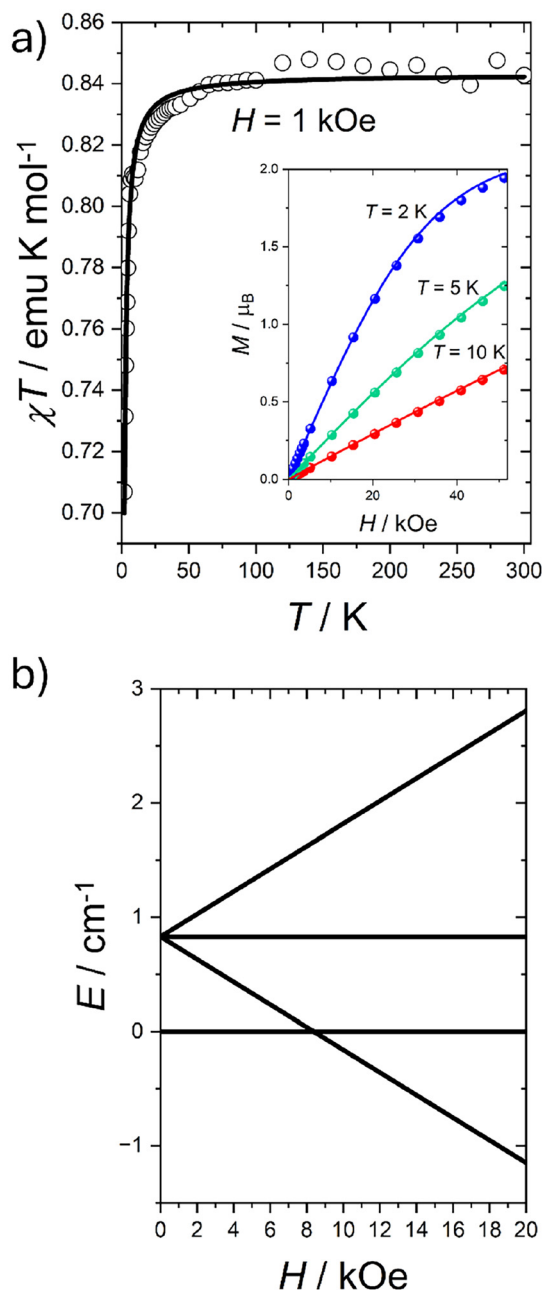 a)
χT / emu K mol-1
0.86
0.84
0.82
0.80
0.78
0.76
0.74
0.72
0.70
H = 1 kOe
M / μB
2.0
1.5
1.0
0.5
0.0
T = 2 K
T = 5 K
T = 10 K
0 20 40
H / kOe
0 50 100 150 200 250 300
T / K
b)
E / cm-1
3
2
1
0
−1
0 2 4 6 8 10 12 14 16 18 20
H / kOe